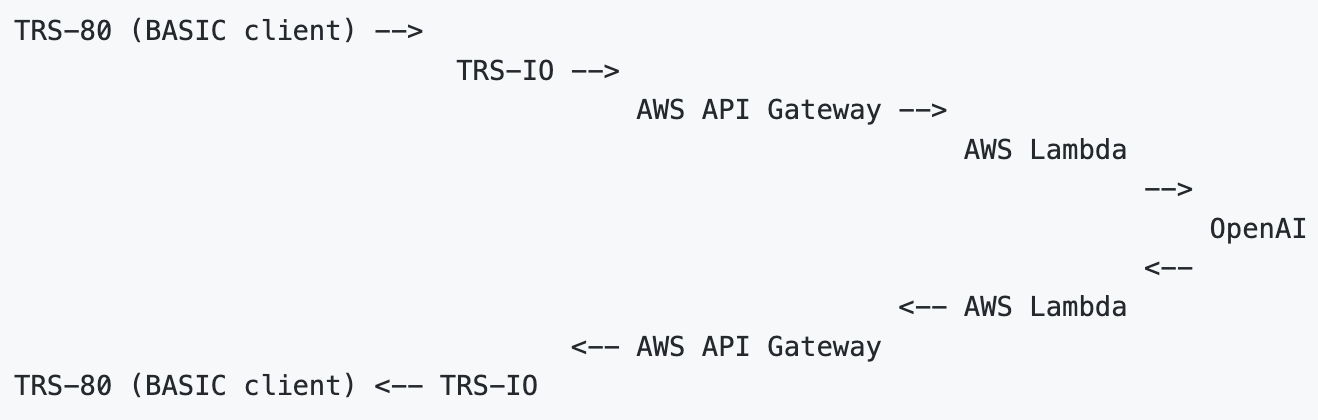 TRS-80 (BASIC client) -->
TRS-IO -->
AWS API Gateway -->
AWS Lambda
-->
OpenAI
<--
<-- AWS Lambda
<-- AWS API Gateway
TRS-80 (BASIC client) <-- TRS-IO